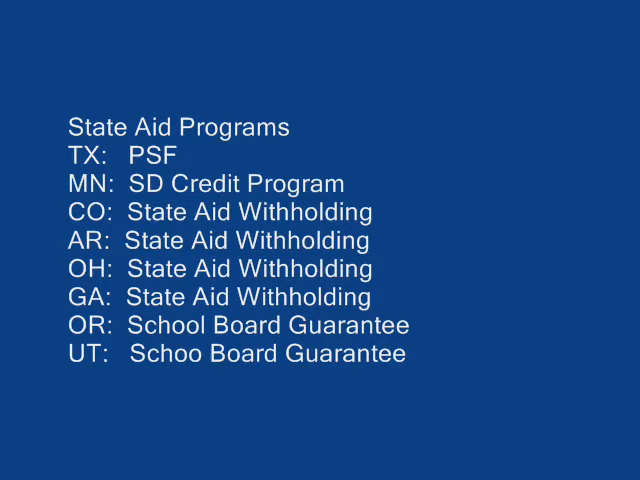 State Aid Programs
TX: PSF
MN: SD Credit Program
CO: State Aid Withholding
AR: State Aid Withholding
OH: State Aid Withholding
GA: State Aid Withholding
OR: School Board Guarantee
UT: Schoo Board Guarantee